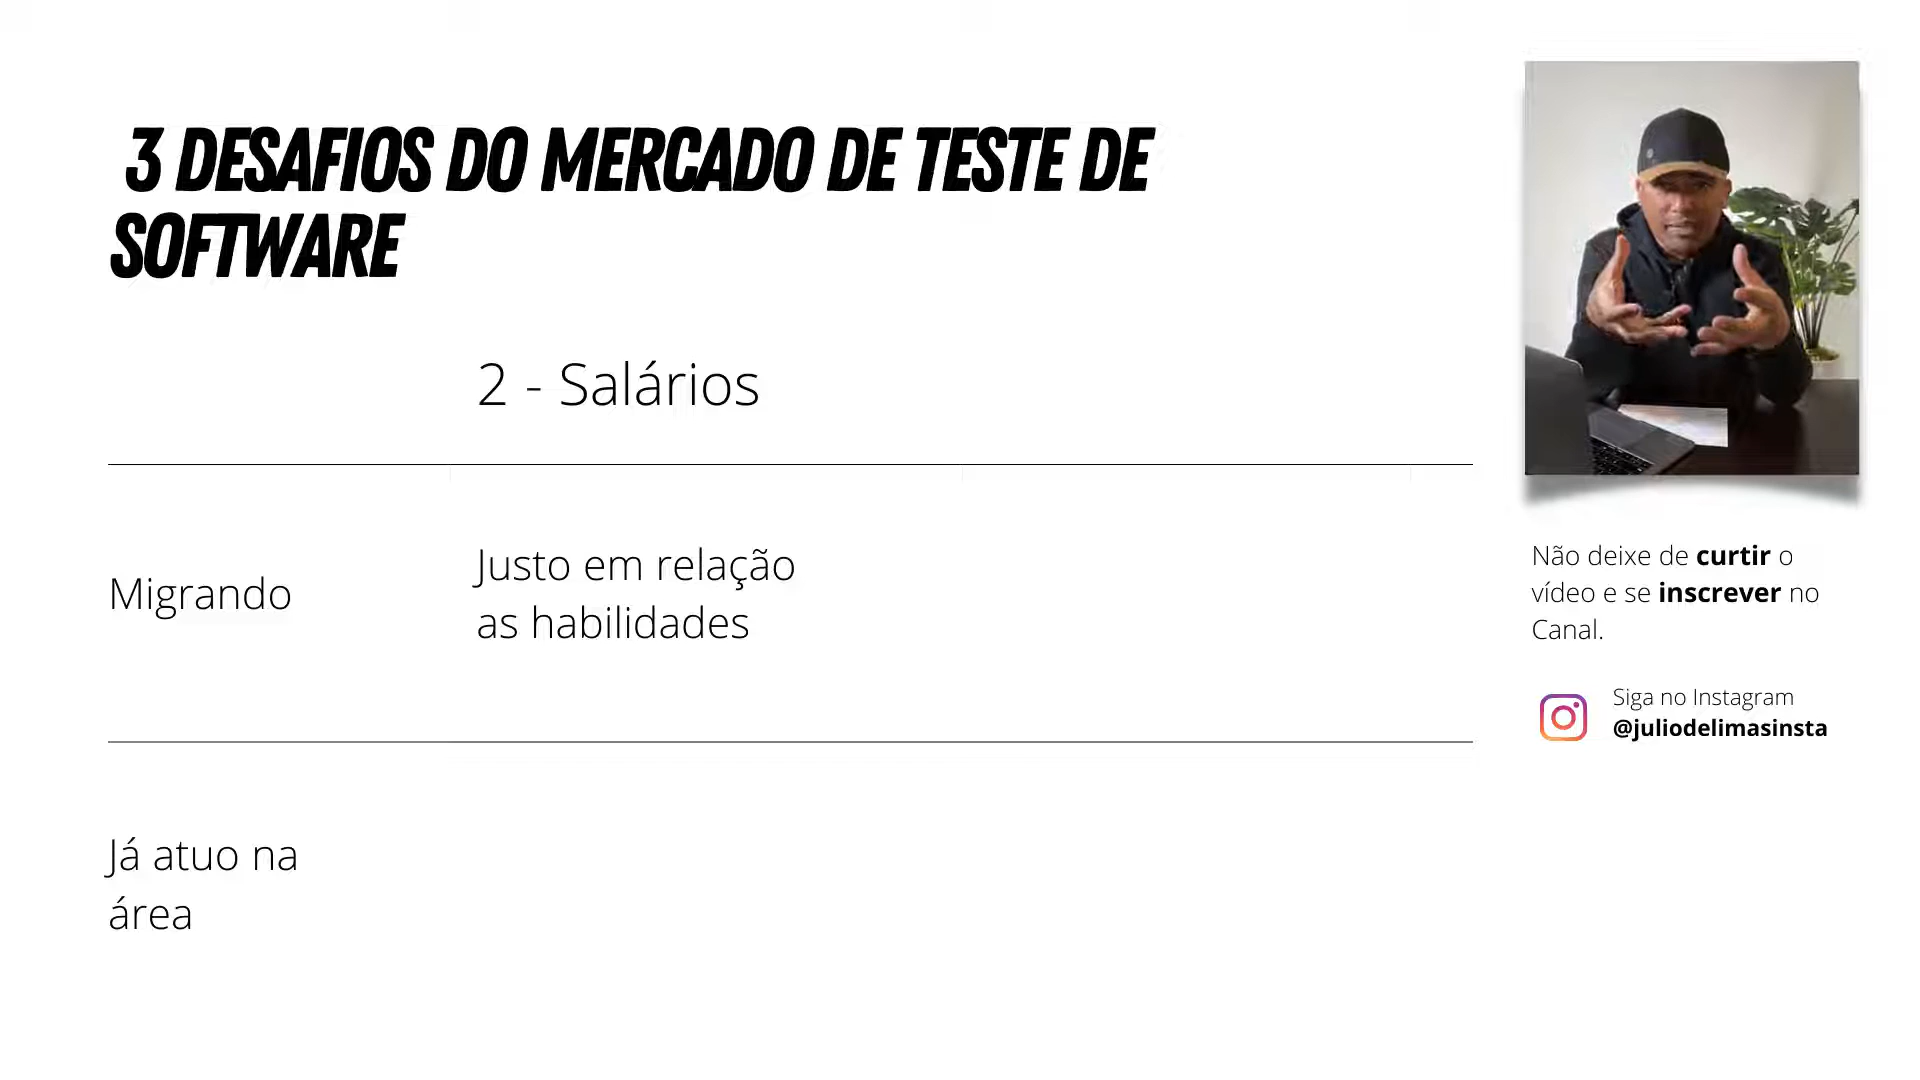 3 DESAFIOS DO MERCADO DE TESTE DE
SOFTWARE
2 - Salários
Migrando
Justo em relação
as habilidades
Já atuo na
área
Não deixe de curtir o
vídeo e se inscrever no
Canal.
Siga no Instagram
@juliodelimasinsta